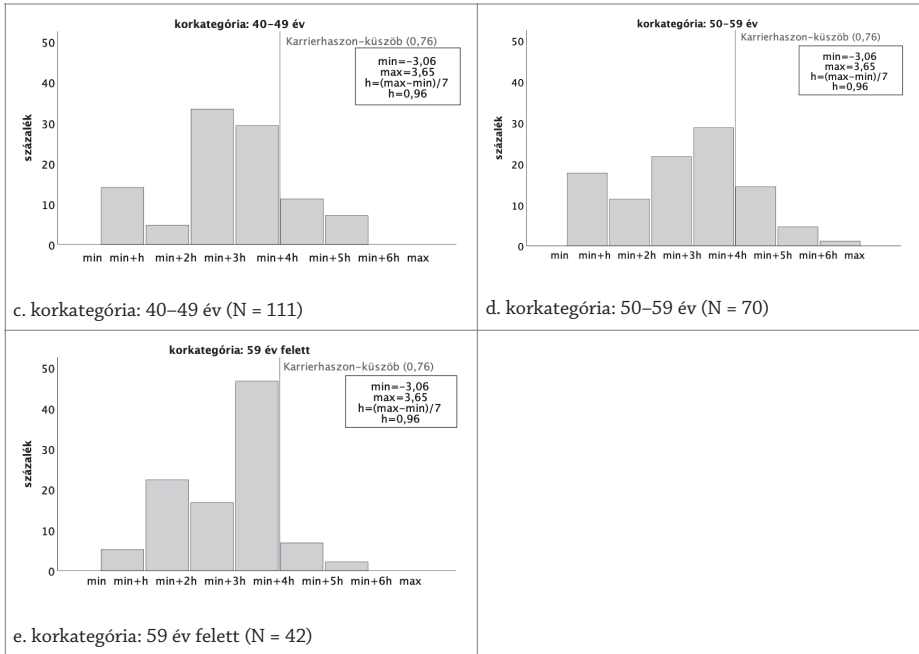 korkategória: 40–49 év
Karrierhaszon-küszöb (0,76)
min=-3,06
max=3,65
h=(max-min)/7
h=0,96
százalék
50
40
30
20
10
0
min min+h min+2h min+3h min+4h min+5h min+6h max
c. korkategória: 40–49 év (N = 111)
korkategória: 50–59 év
Karrierhaszon-küszöb (0,76)
min=-3,06
max=3,65
h=(max-min)/7
h=0,96
százalék
50
40
30
20
10
0
min min+h min+2h min+3h min+4h min+5h min+6h max
d. korkategória: 50–59 év (N = 70)
korkategória: 59 év felett
Karrierhaszon-küszöb (0,76)
min=-3,06
max=3,65
h=(max-min)/7
h=0,96
százalék
50
40
30
20
10
0
min min+h min+2h min+3h min+4h min+5h min+6h max
e. korkategória: 59 év felett (N = 42)